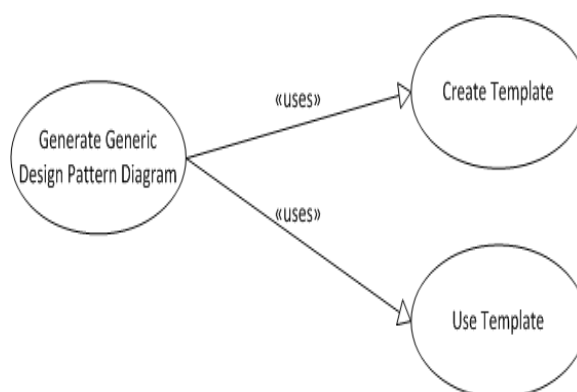 Generate Generic
Design Pattern Diagram
«uses»
Create Template
«uses»
Use Template